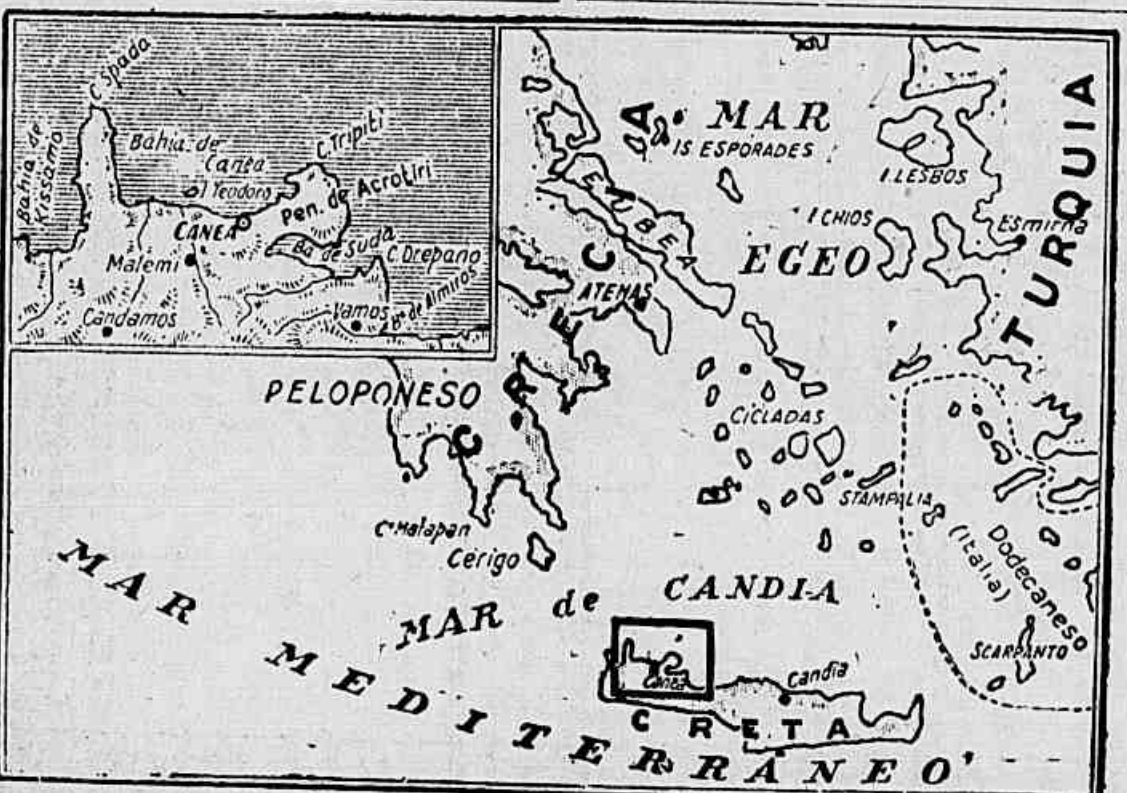 C. Spada
Bahia de Kissamo
Bahia de
Canea
I Teodoro
C. Tripiti
Pen. de Acrotiri
CANEA
Ba de Suda
C. Drepano
Malemi
Candamos
Vamos
Ba de Almiros
MAR
IS ESPORADES
I. LESBOS
TURQUIA
EUBEA
I CHIOS
Esmirna
EGEO
ATENAS
GRECIA
PELOPONESO
CICLADAS
STAMPALIA
Dodecaneso
(Italia)
Co Matapan
Cerigo
MAR de CANDIA
SCARPANTO
Canea
Candia
CRETA
MAR MEDITERRÁNEO